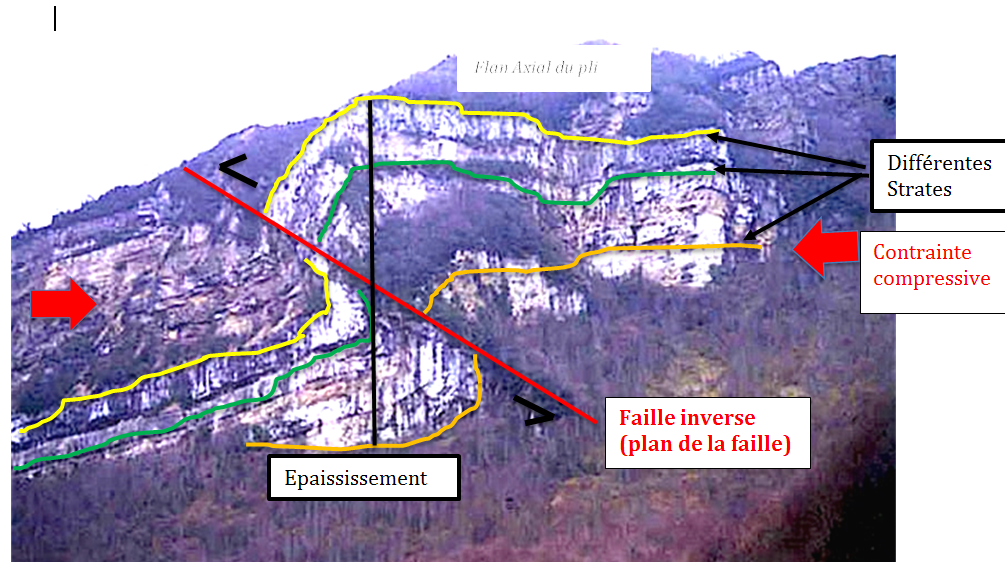 Plan Axial du pli
Différentes
Strates
Contrainte
compressive
Faille inverse
(plan de la faille)
Epaississement